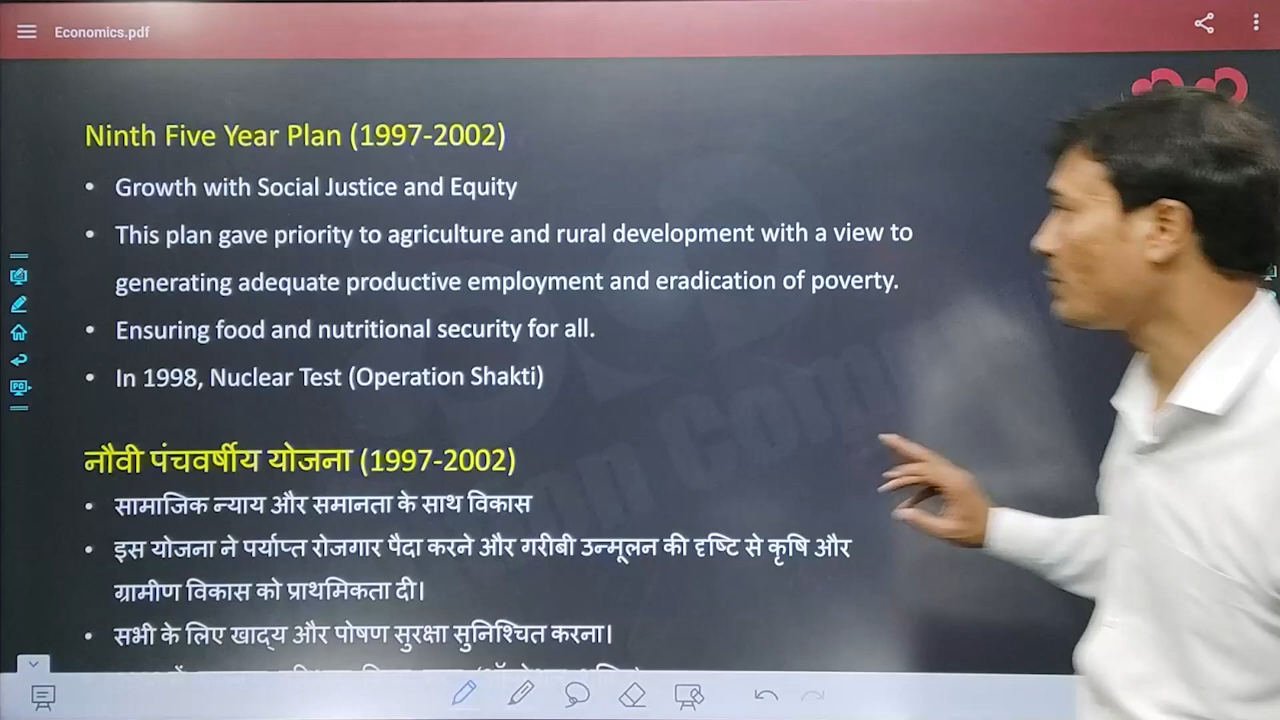 Economics.pdf
Ninth Five Year Plan (1997-2002)
• Growth with Social Justice and Equity
• This plan gave priority to agriculture and rural development with a view to
generating adequate productive employment and eradication of poverty.
• Ensuring food and nutritional security for all.
• In 1998, Nuclear Test (Operation Shakti)
नौवी पंचवर्षीय योजना (1997-2002)
• सामाजिक न्याय और समानता के साथ विकास
• इस योजना ने पर्याप्त रोजगार पैदा करने और गरीबी उन्मूलन की दृष्टि से कृषि और
ग्रामीण विकास को प्राथमिकता दी।
• सभी के लिए खाद्य और पोषण सुरक्षा सुनिश्चित करना।